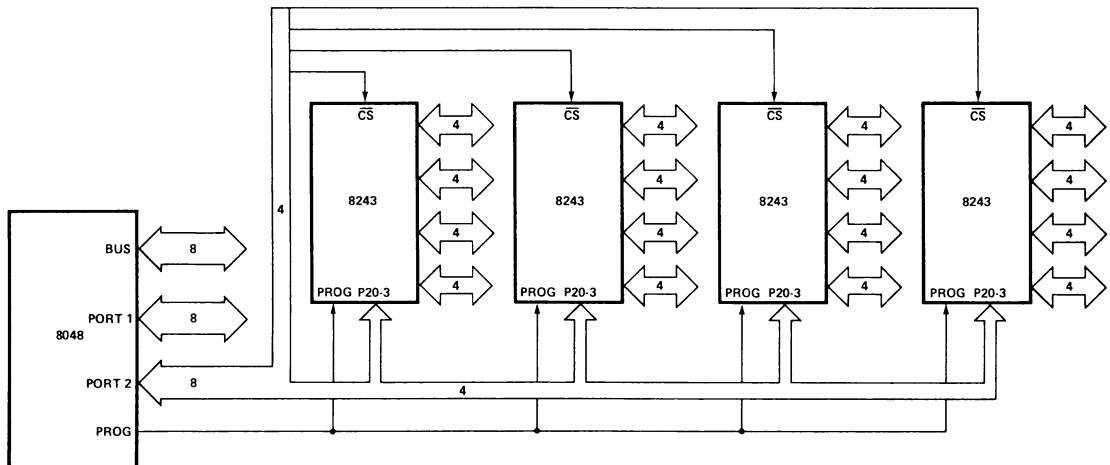 4
CS CS CS CS
4 4 4 4
4 4 4 4
8243 8243 8243 8243
4
4 4 4 4
BUS 8
4 4 4 4
PROG P20-3 PROG P20-3 PROG P20-3 PROG P20-3
PORT 1 8
8048
PORT 2 8
4
PROG